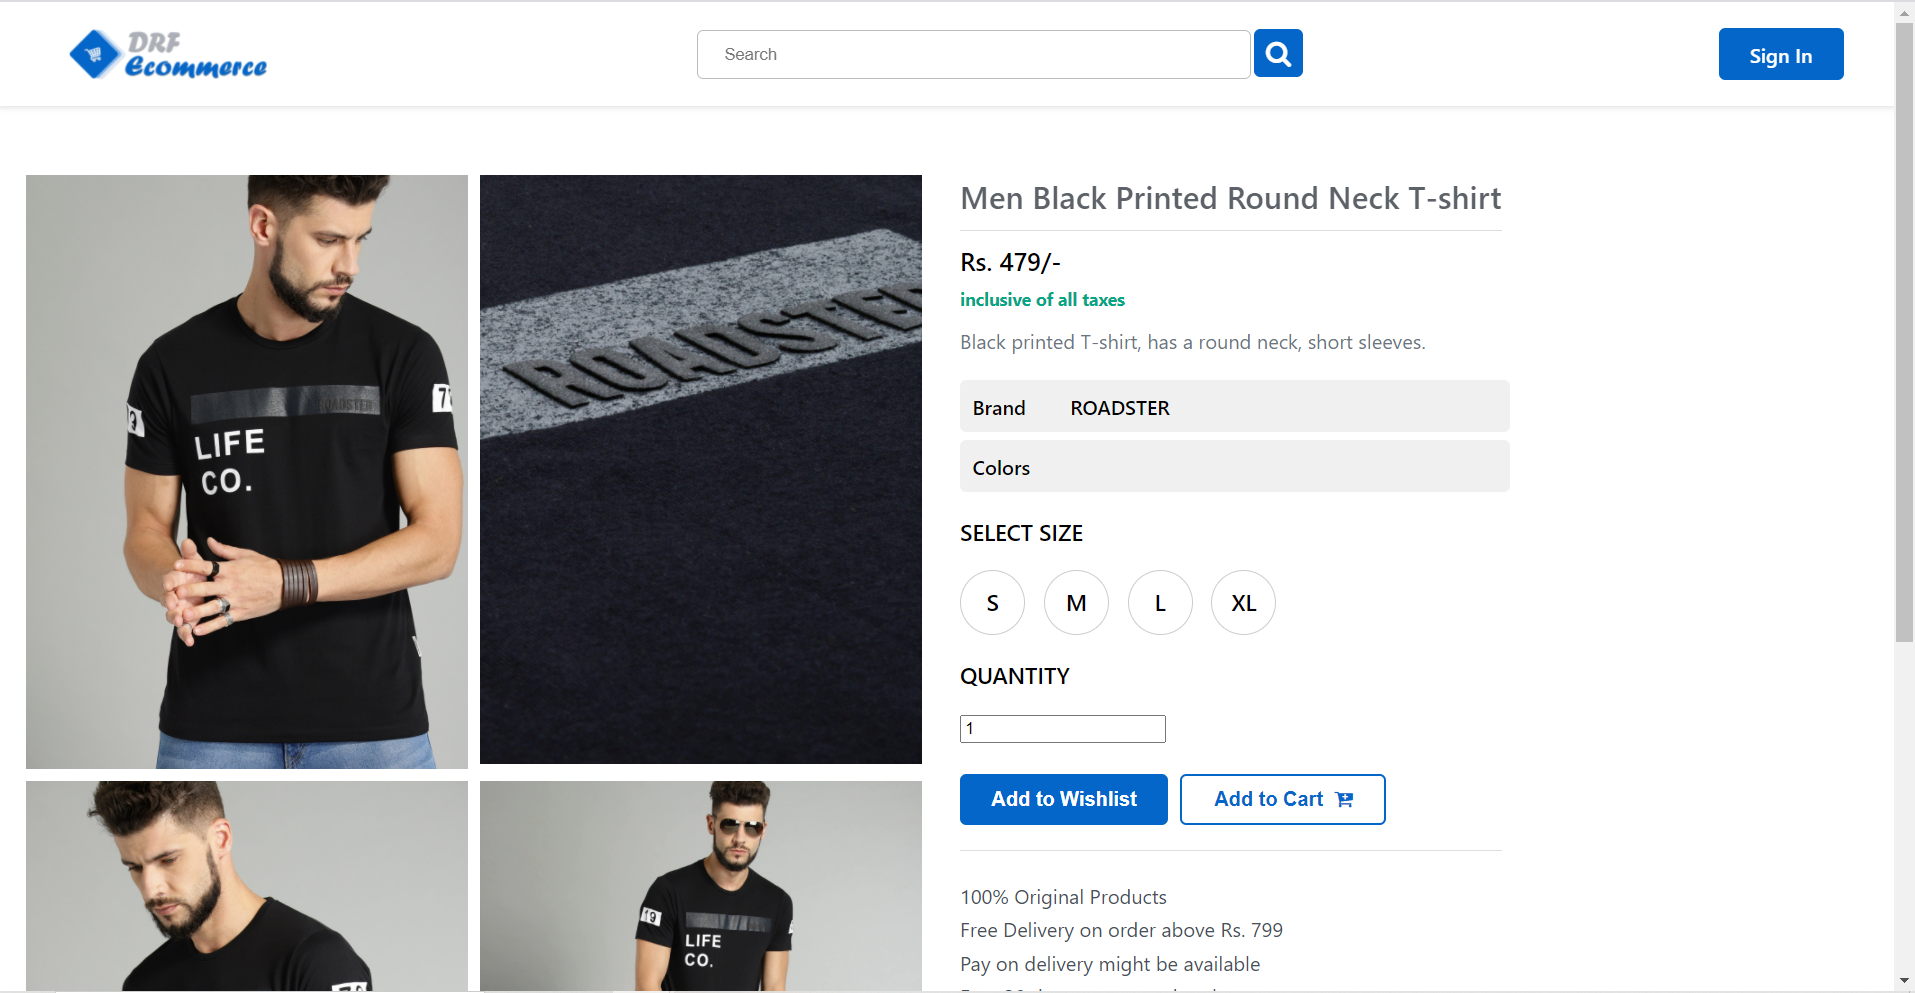 DRF
Ecommerce
Search
Sign In
ROADSTER
LIFE
CO.
ROADSTE
Men Black Printed Round Neck T-shirt
Rs. 479/-
inclusive of all taxes
Black printed T-shirt, has a round neck, short sleeves.
Brand ROADSTER
Colors
SELECT SIZE
S M L XL
QUANTITY
1
Add to Wishlist Add to Cart
19
LIFE
CO.
100% Original Products
Free Delivery on order above Rs. 799
Pay on delivery might be available